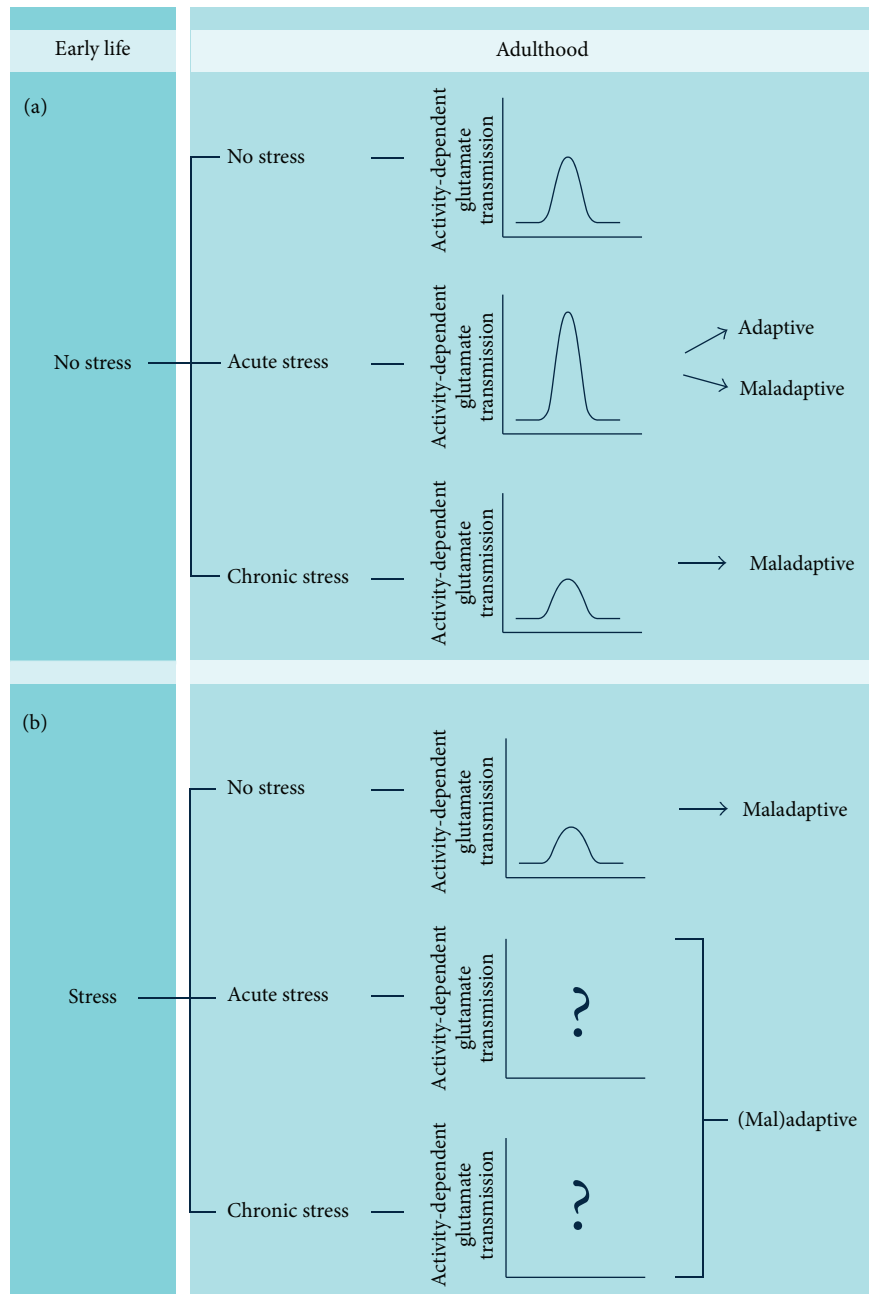 Early life
Adulthood
(a)
No stress
No stress
Activity-dependent
glutamate
transmission
Acute stress
Activity-dependent
glutamate
transmission
Adaptive
Maladaptive
Chronic stress
Activity-dependent
glutamate
transmission
Maladaptive
(b)
Stress
No stress
Activity-dependent
glutamate
transmission
Maladaptive
Acute stress
Activity-dependent
glutamate
transmission
?
Chronic stress
Activity-dependent
glutamate
transmission
?
(Mal)adaptive